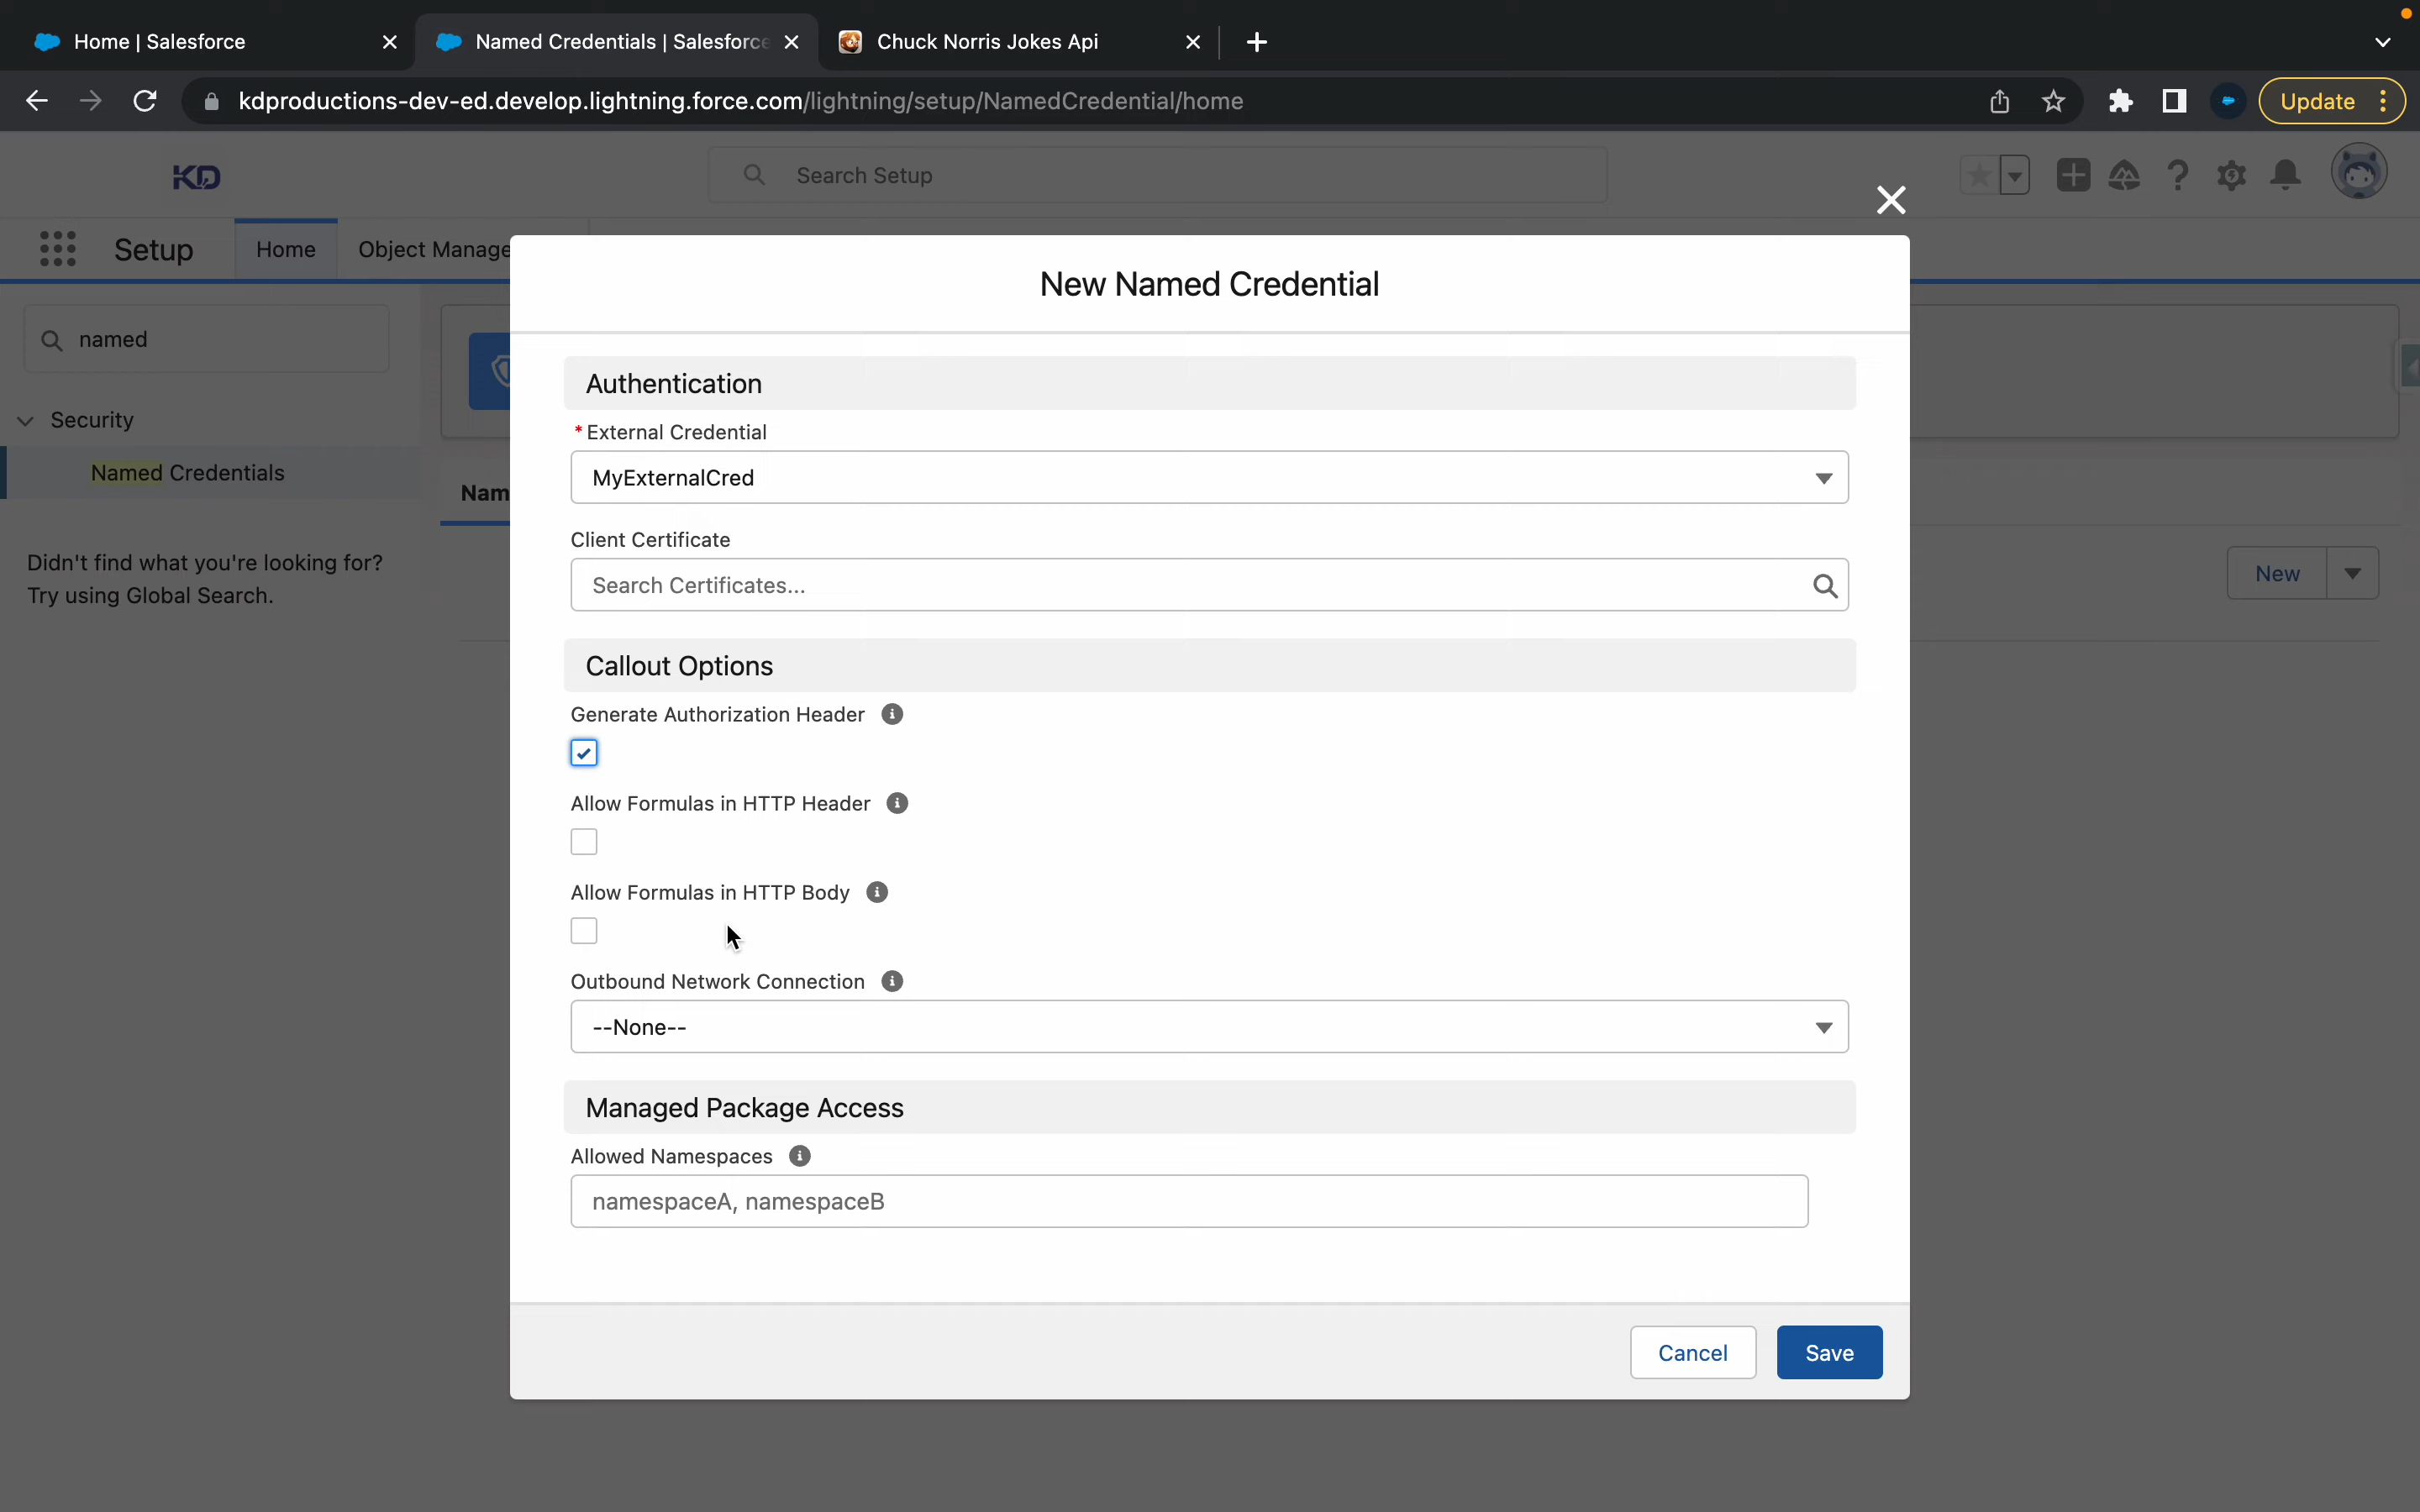 Home | Salesforce
Named Credentials | Salesforce
Chuck Norris Jokes Api
kdproductions-dev-ed.develop.lightning.force.com/lightning/setup/NamedCredential/home
Update
KD
Search Setup
Setup
Home
Object Manage
New Named Credential
named
Security
Named Credentials
Didn't find what you're looking for?
Try using Global Search.
Nam
New
Authentication
* External Credential
MyExternalCred
Client Certificate
Search Certificates...
Callout Options
Generate Authorization Header
Allow Formulas in HTTP Header
Allow Formulas in HTTP Body
Outbound Network Connection
--None--
Managed Package Access
Allowed Namespaces
namespaceA, namespaceB
Cancel
Save